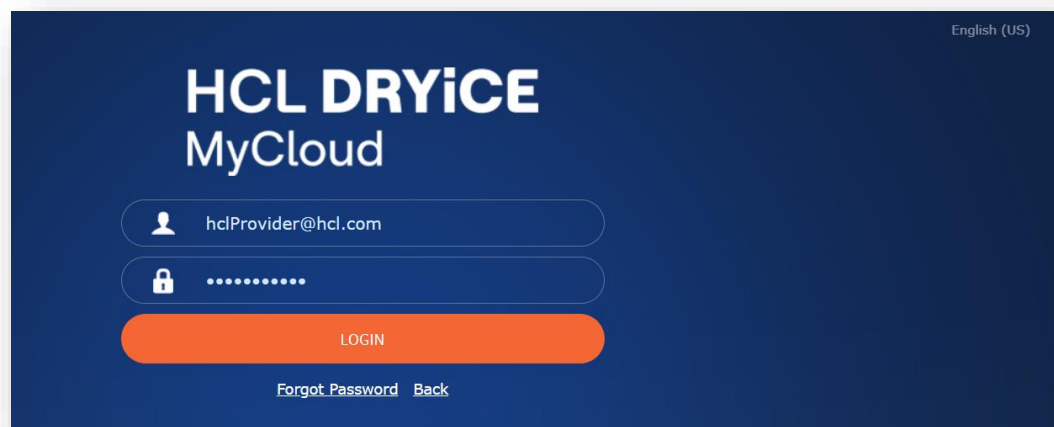 English (US)
HCL DRYiCE
MyCloud
hclProvider@hcl.com
•••••••••••
LOGIN
Forgot Password Back